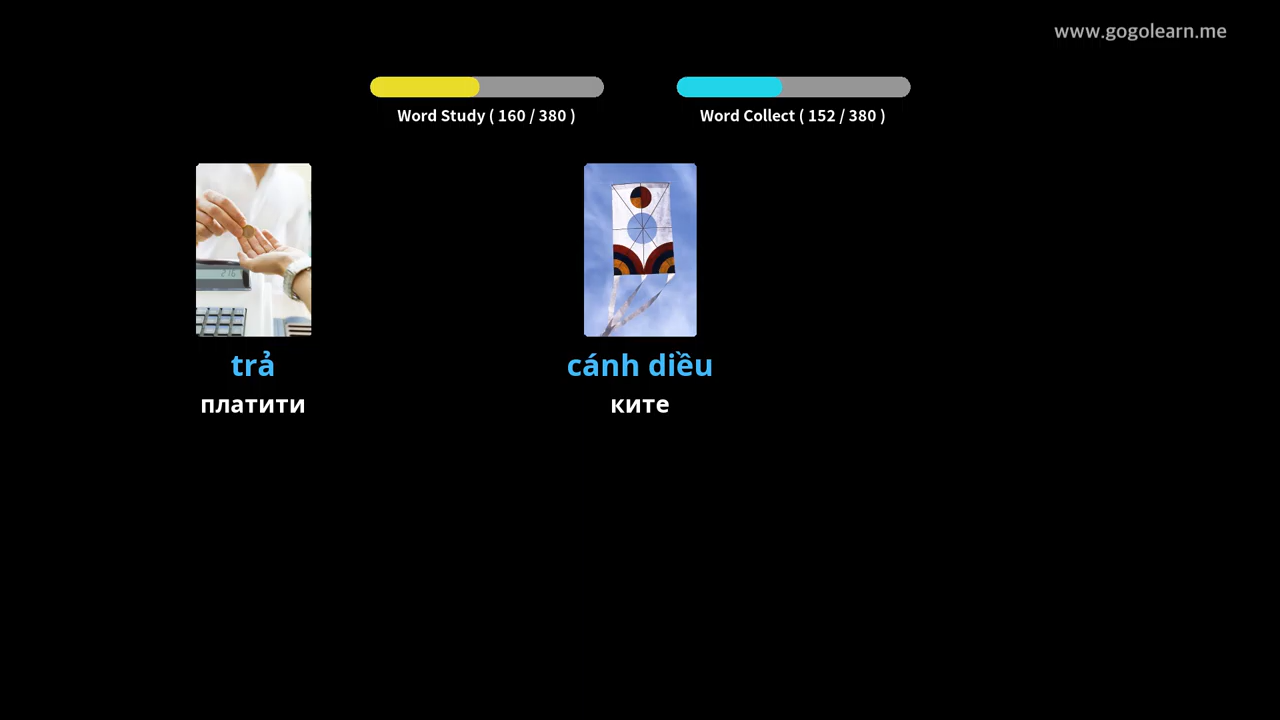 www.gogolearn.me
Word Study ( 160 / 380 )
Word Collect ( 152 / 380 )
trả
платити
cánh diều
ките